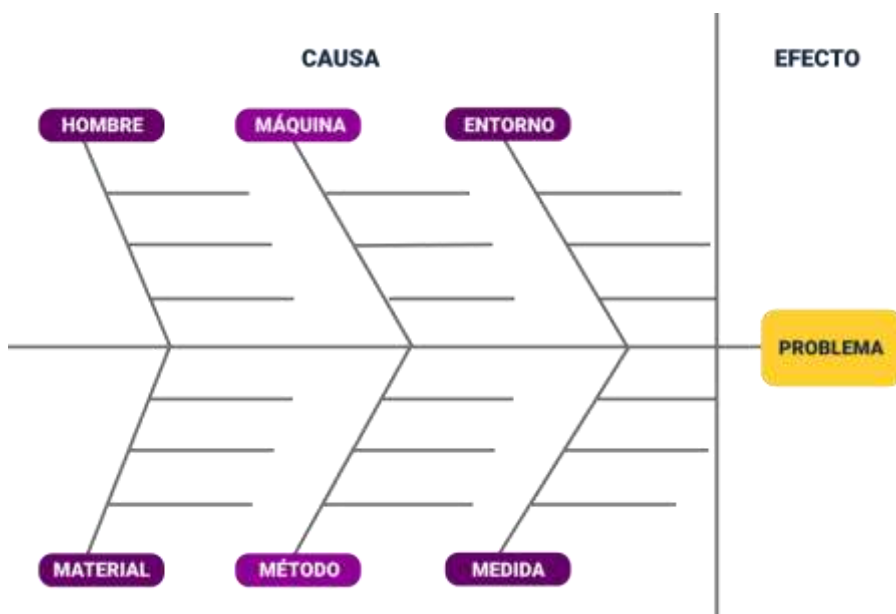 CAUSA
EFECTO
HOMBRE
MÁQUINA
ENTORNO
PROBLEMA
MATERIAL
MÉTODO
MEDIDA